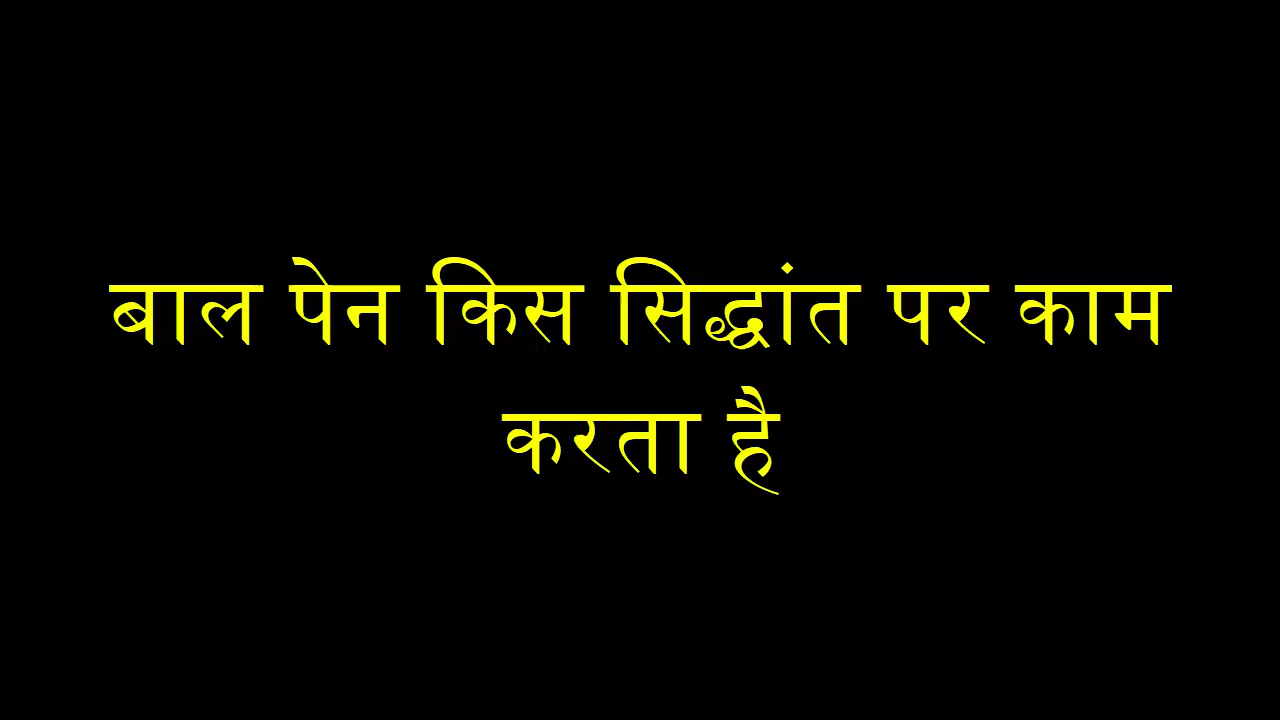 बाल पेन किस सिद्धांत पर काम
करता है